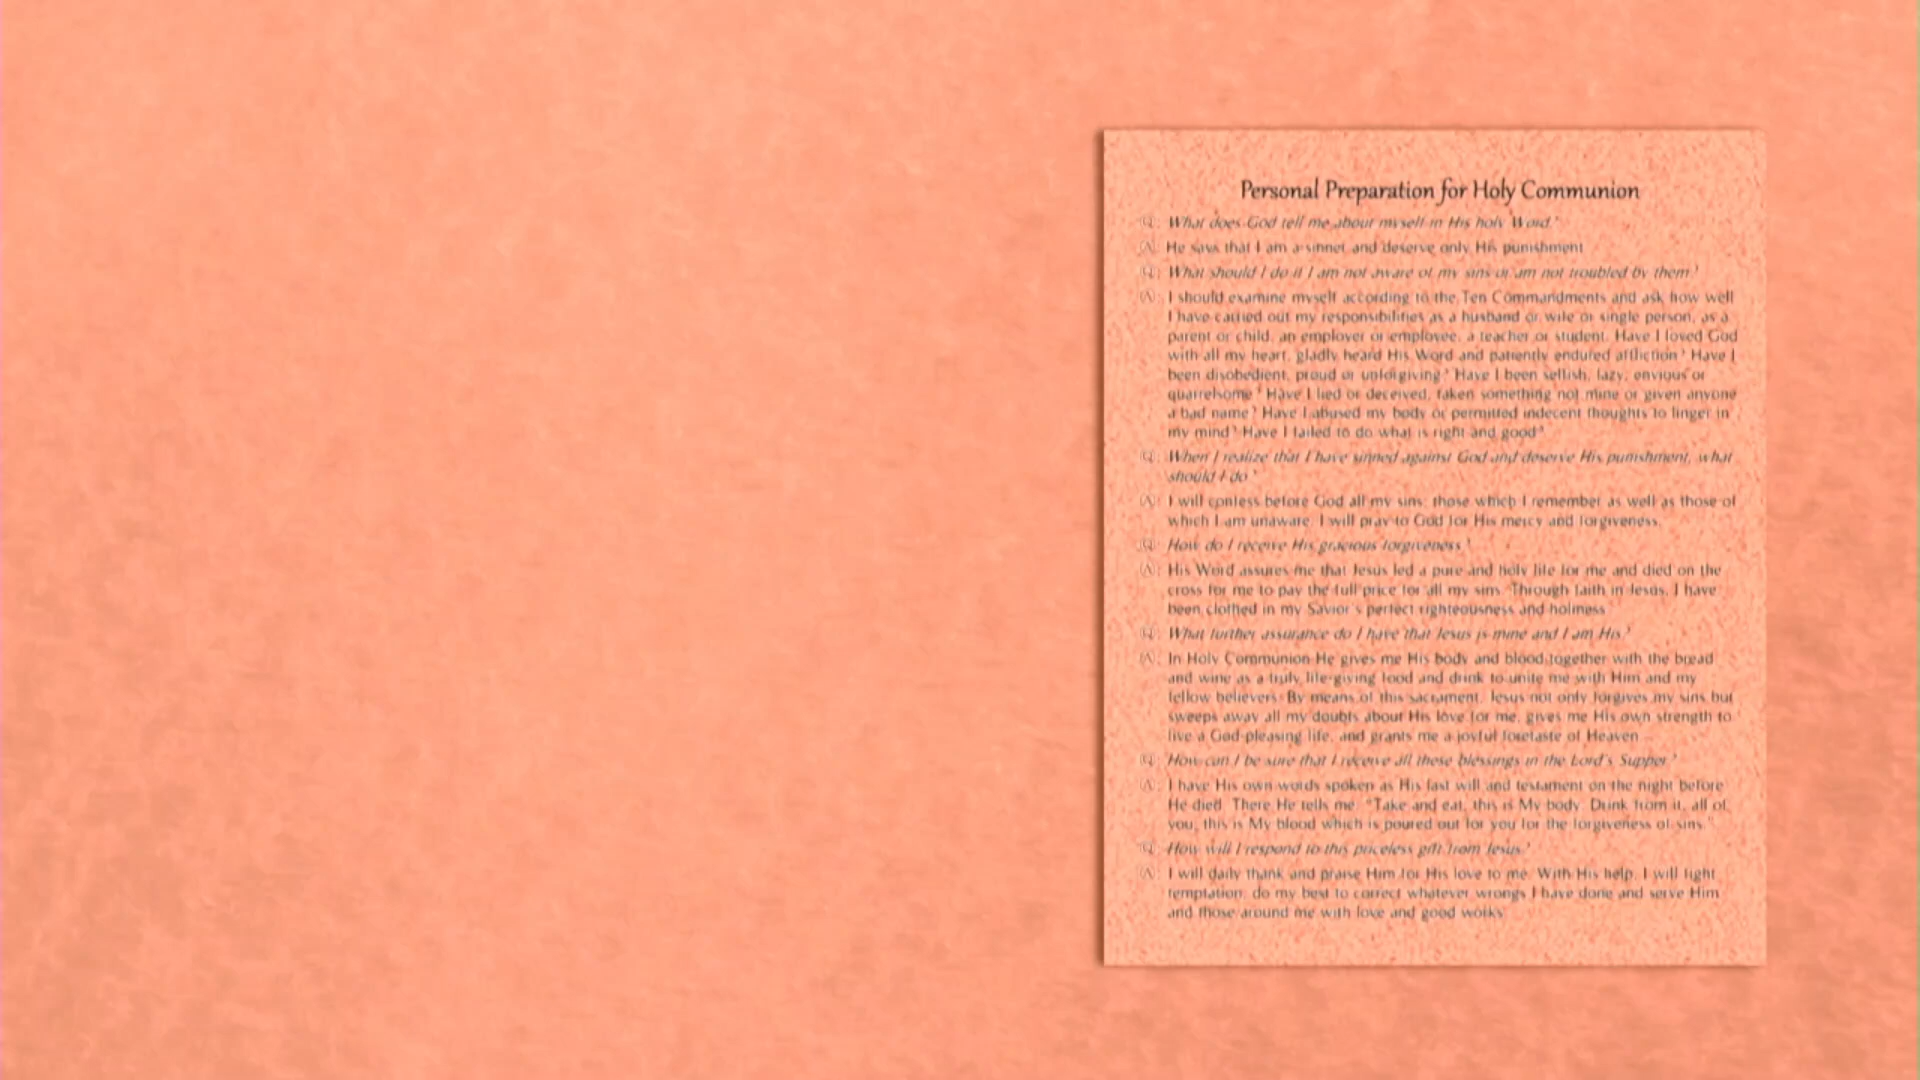 Personal Preparation for Holy Communion
Q: What does God tell me about myself in His holy Word?
A: He says that I am a sinner and deserve only His punishment.
Q: What should I do if I am not aware of my sins or am not troubled by them?
A: I should examine myself according to the Ten Commandments and ask how well
I have carried out my responsibilities as a husband or wife or single person, as a
parent or child, an employer or employee, a teacher or student. Have I loved God
with all my heart, gladly heard His Word and patiently endured affliction? Have I
been disobedient, proud or unforgiving? Have I been selfish, lazy, envious or
quarrelsome? Have I lied or deceived, taken something not mine or given anyone
a bad name? Have I abused my body or permitted indecent thoughts to linger in
my mind? Have I failed to do what is right and good?
Q: When I realize that I have sinned against God and deserve His punishment, what
should I do?
A: I will confess before God all my sins: those which I remember as well as those of
which I am unaware. I will pray to God for His mercy and forgiveness.
Q: How do I receive His gracious forgiveness?
A: His Word assures me that Jesus led a pure and holy life for me and died on the
cross for me to pay the full price for all my sins. Through faith in Jesus, I have
been clothed in my Savior's perfect righteousness and holiness.
Q: What further assurance do I have that Jesus is mine and I am His?
A: In Holy Communion He gives me His body and blood together with the bread
and wine as a truly life-giving food and drink to unite me with Him and my
fellow believers. By means of this sacrament, Jesus not only forgives my sins but
sweeps away all my doubts about His love for me, gives me His own strength to
live a God-pleasing life, and grants me a joyful foretaste of Heaven.
Q: How can I be sure that I receive all these blessings in the Lord's Supper?
A: I have His own words spoken as His last will and testament on the night before
He died. There He tells me: "Take and eat, this is My body. Drink from it, all of
you, this is My blood which is poured out for you for the forgiveness of sins."
Q: How will I respond to this priceless gift from Jesus?
A: I will daily thank and praise Him for His love to me. With His help, I will fight
temptation, do my best to correct whatever wrongs I have done and serve Him
and those around me with love and good works.